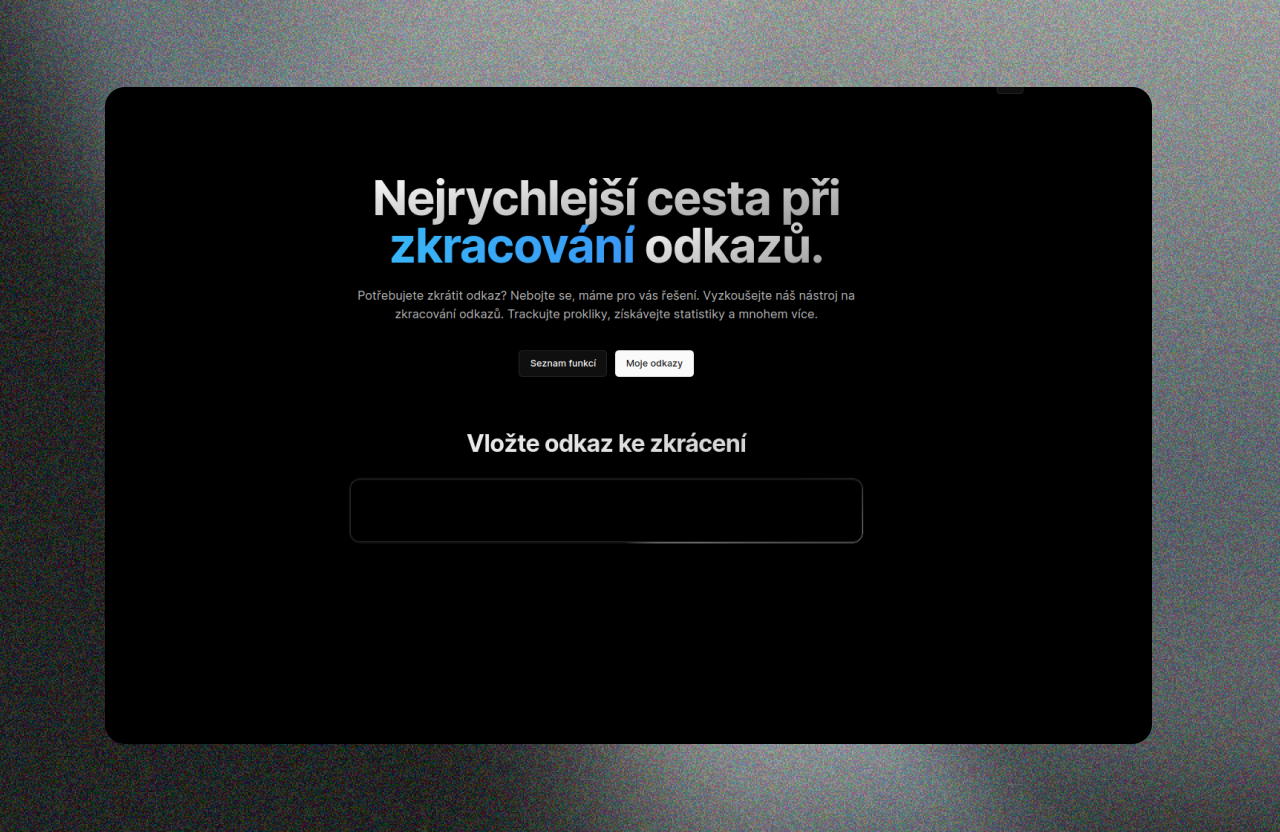 Nejrychlejší cesta při
zkracování odkazů.
Potřebujete zkrátit odkaz? Nebojte se, máme pro vás řešení. Vyzkoušejte náš nástroj na
zkracování odkazů. Trackujte prokliky, získávejte statistiky a mnohem více.
Seznam funkcí Moje odkazy
Vložte odkaz ke zkrácení